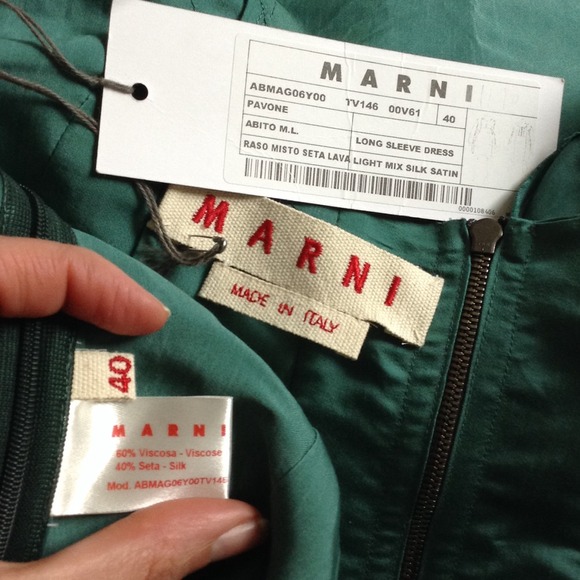 MARNI
ABMAG06Y00 TV146 00V61 40
PAVONE
ABITO M.L. LONG SLEEVE DRESS
RASO MISTO SETA LAVA LIGHT MIX SILK SATIN
MARNI
MADE IN ITALY
40
MARNI
60% Viscosa - Viscose
40% Seta - Silk
Mod. ABMAG06Y00TV146